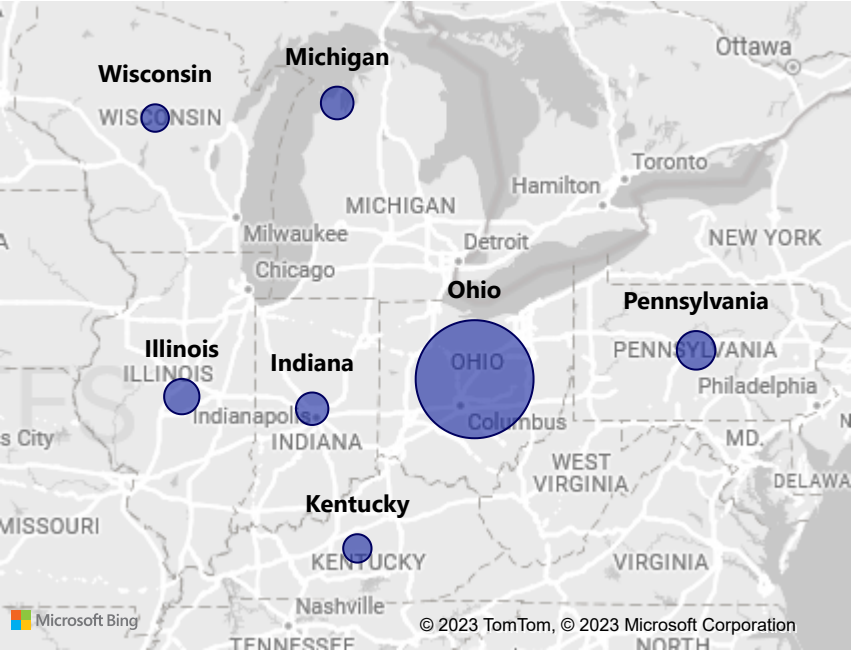 Ottawa
Michigan
Wisconsin
WISCONSIN
Toronto
Hamilton
MICHIGAN
Milwaukee
Detroit
NEW YORK
Chicago
Ohio
Pennsylvania
Illinois
Indiana
OHIO
PENNSYLVANIA
ILLINOIS
Philadelphia
Indianapolis
Columbus
INDIANA
s City
MD.
WEST
VIRGINIA
DELAWA
Kentucky
MISSOURI
KENTUCKY
VIRGINIA
Nashville
Microsoft Bing
© 2023 TomTom, © 2023 Microsoft Corporation
TENNESSEE
NORTH